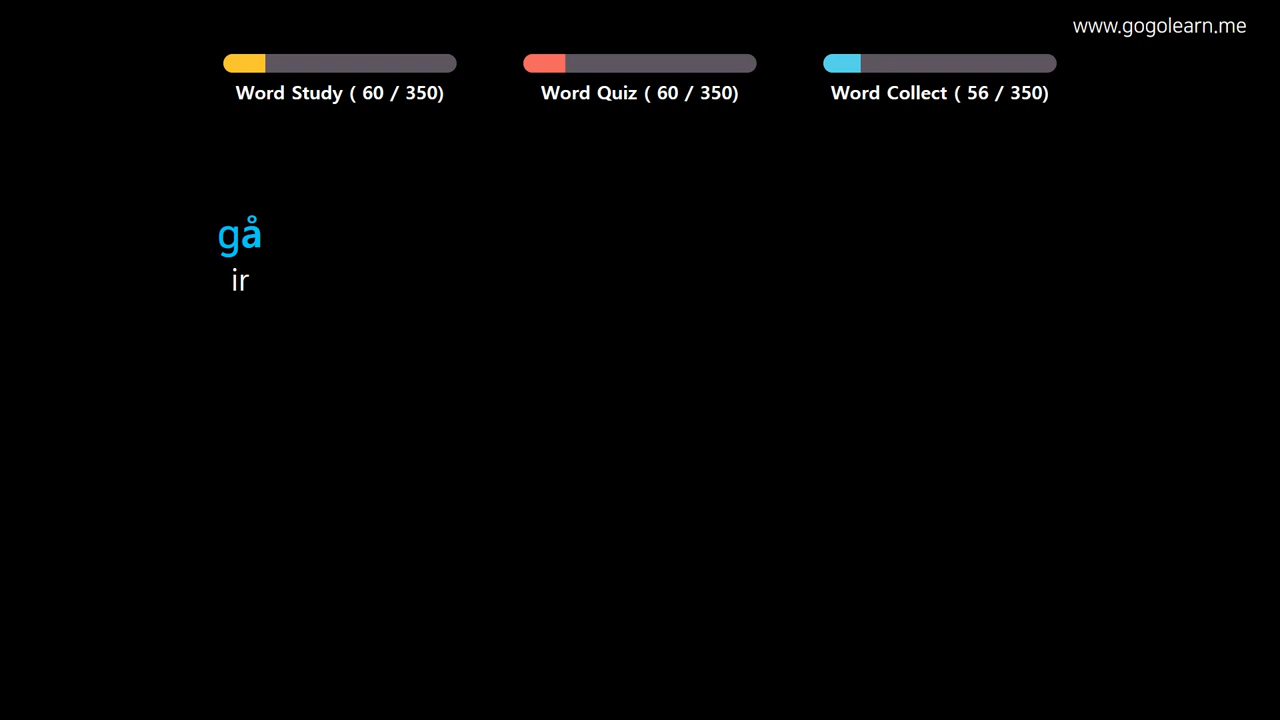 www.gogolearn.me
Word Study ( 60 / 350)
Word Quiz ( 60 / 350)
Word Collect ( 56 / 350)
gå
ir